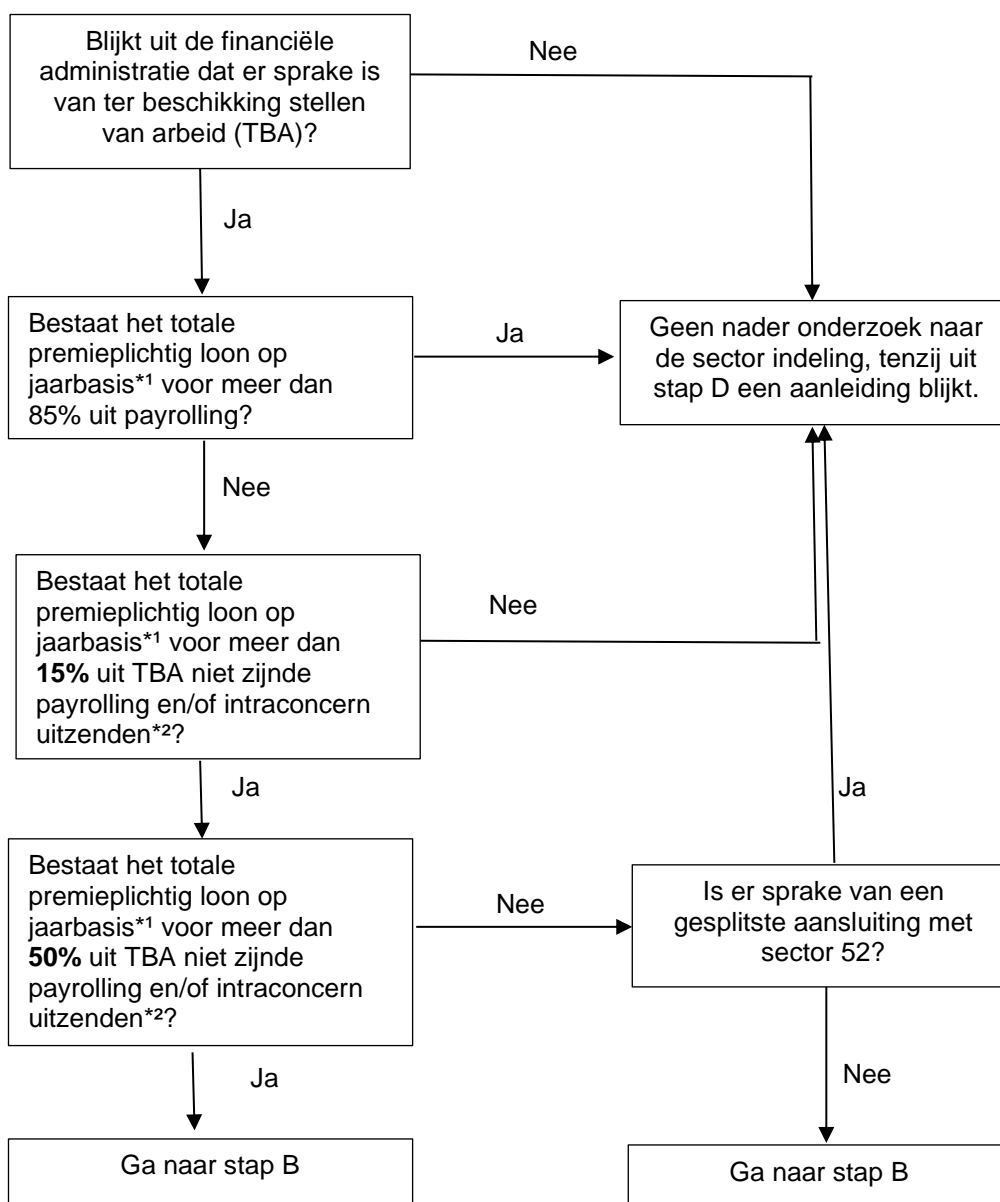 Blijkt uit de financiële
administratie dat er sprake is
van ter beschikking stellen
van arbeid (TBA)?
Nee
Ja
Bestaat het totale
premieplichtig loon op
jaarbasis*¹ voor meer dan
85% uit payrolling?
Ja
Geen nader onderzoek naar
de sector indeling, tenzij uit
stap D een aanleiding blijkt.
Nee
Bestaat het totale
premieplichtig loon op
jaarbasis*¹ voor meer dan
15% uit TBA niet zijnde
payrolling en/of intraconcern
uitzenden*²?
Nee
Ja
Bestaat het totale
premieplichtig loon op
jaarbasis*¹ voor meer dan
50% uit TBA niet zijnde
payrolling en/of intraconcern
uitzenden*²?
Nee
Ja
Is er sprake van een
gesplitste aansluiting met
sector 52?
Ja
Nee
Ga naar stap B
Ga naar stap B